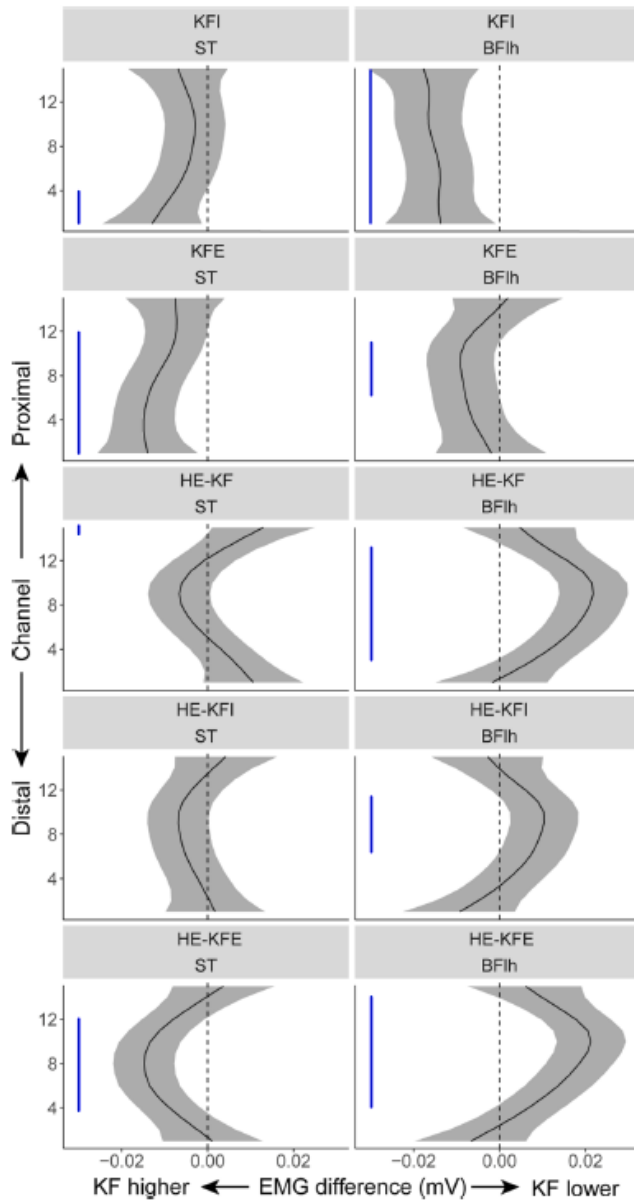 KFI KFI
ST BFlh
12
4
KFE KFE
ST BFlh
12
8
4
HE-KF HE-KF
ST BFlh
12
8
4
HE-KFI HE-KFI
ST BFlh
12
8
4
HE-KFE HE-KFE
ST BFlh
12
8
4
Proximal
Channel
Distal
−0.02 0.00 0.02 −0.02 0.00 0.02
KF higher EMG difference (mV) KF lower